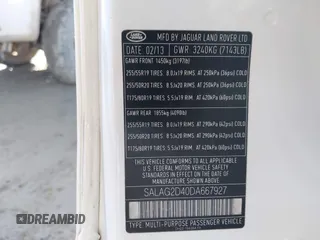 LAND ROVER
MFD BY JAGUAR LAND ROVER LTD
DATE 02/13 GWR 3240KG (7143LB)
GAWR FRONT 1450kg (3197lb)
255/55R19 TIRES 8.0Jx19 RIMS. AT 250kPa (36psi) COLD
255/50R20 TIRES 8.5Jx20 RIMS AT 250kPa (36psi) COLD
T175/80R19 TIRES 5.5Jx19 RIMS. AT 420kPa (60psi) COLD
GAWR REAR 1855kg (4090lb)
255/55R19 TIRES 8.0Jx19 RIMS. AT 290kPa (42psi) COLD
255/50R20 TIRES 8.5Jx20 RIMS AT 290kPa (42psi) COLD
T175/80R19 TIRES 5.5Jx19 RIMS. AT 420kPa (60psi) COLD
THIS VEHICLE CONFORMS TO ALL APPLICABLE
U.S FEDERAL MOTOR VEHICLE SAFETY STANDARDS
IN EFFECT ON THE DATE OF MANUFACTURE SHOWN ABOVE
SALAG2D40DA667927
TYPE: MULTI-PURPOSE PASSENGER VEHICLE
AUTOBIDMASTER